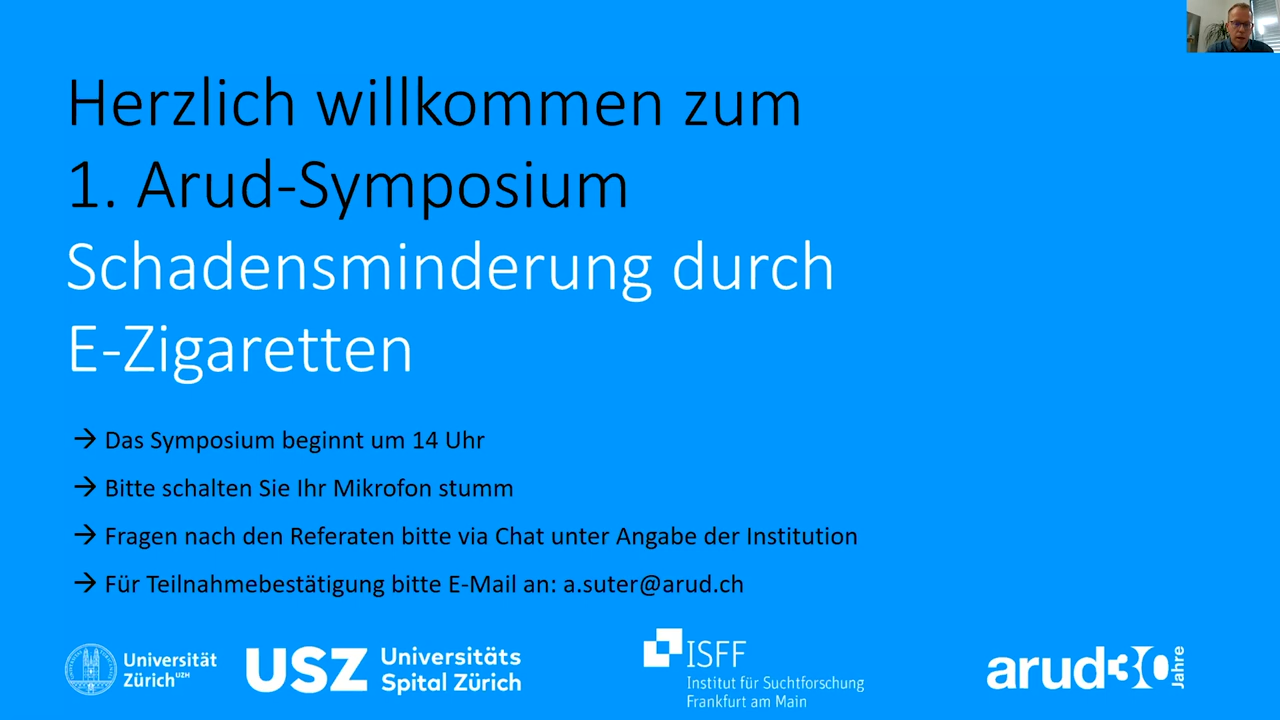 Herzlich willkommen zum
1. Arud-Symposium
Schadensminderung durch
E-Zigaretten
→ Das Symposium beginnt um 14 Uhr
→ Bitte schalten Sie Ihr Mikrofon stumm
→ Fragen nach den Referaten bitte via Chat unter Angabe der Institution
→ Für Teilnahmebestätigung bitte E-Mail an: a.suter@arud.ch
Universität
Zürich UZH
USZ Universitäts
Spital Zürich
ISFF
Institut für Suchtforschung
Frankfurt am Main
arud 30 Jahre